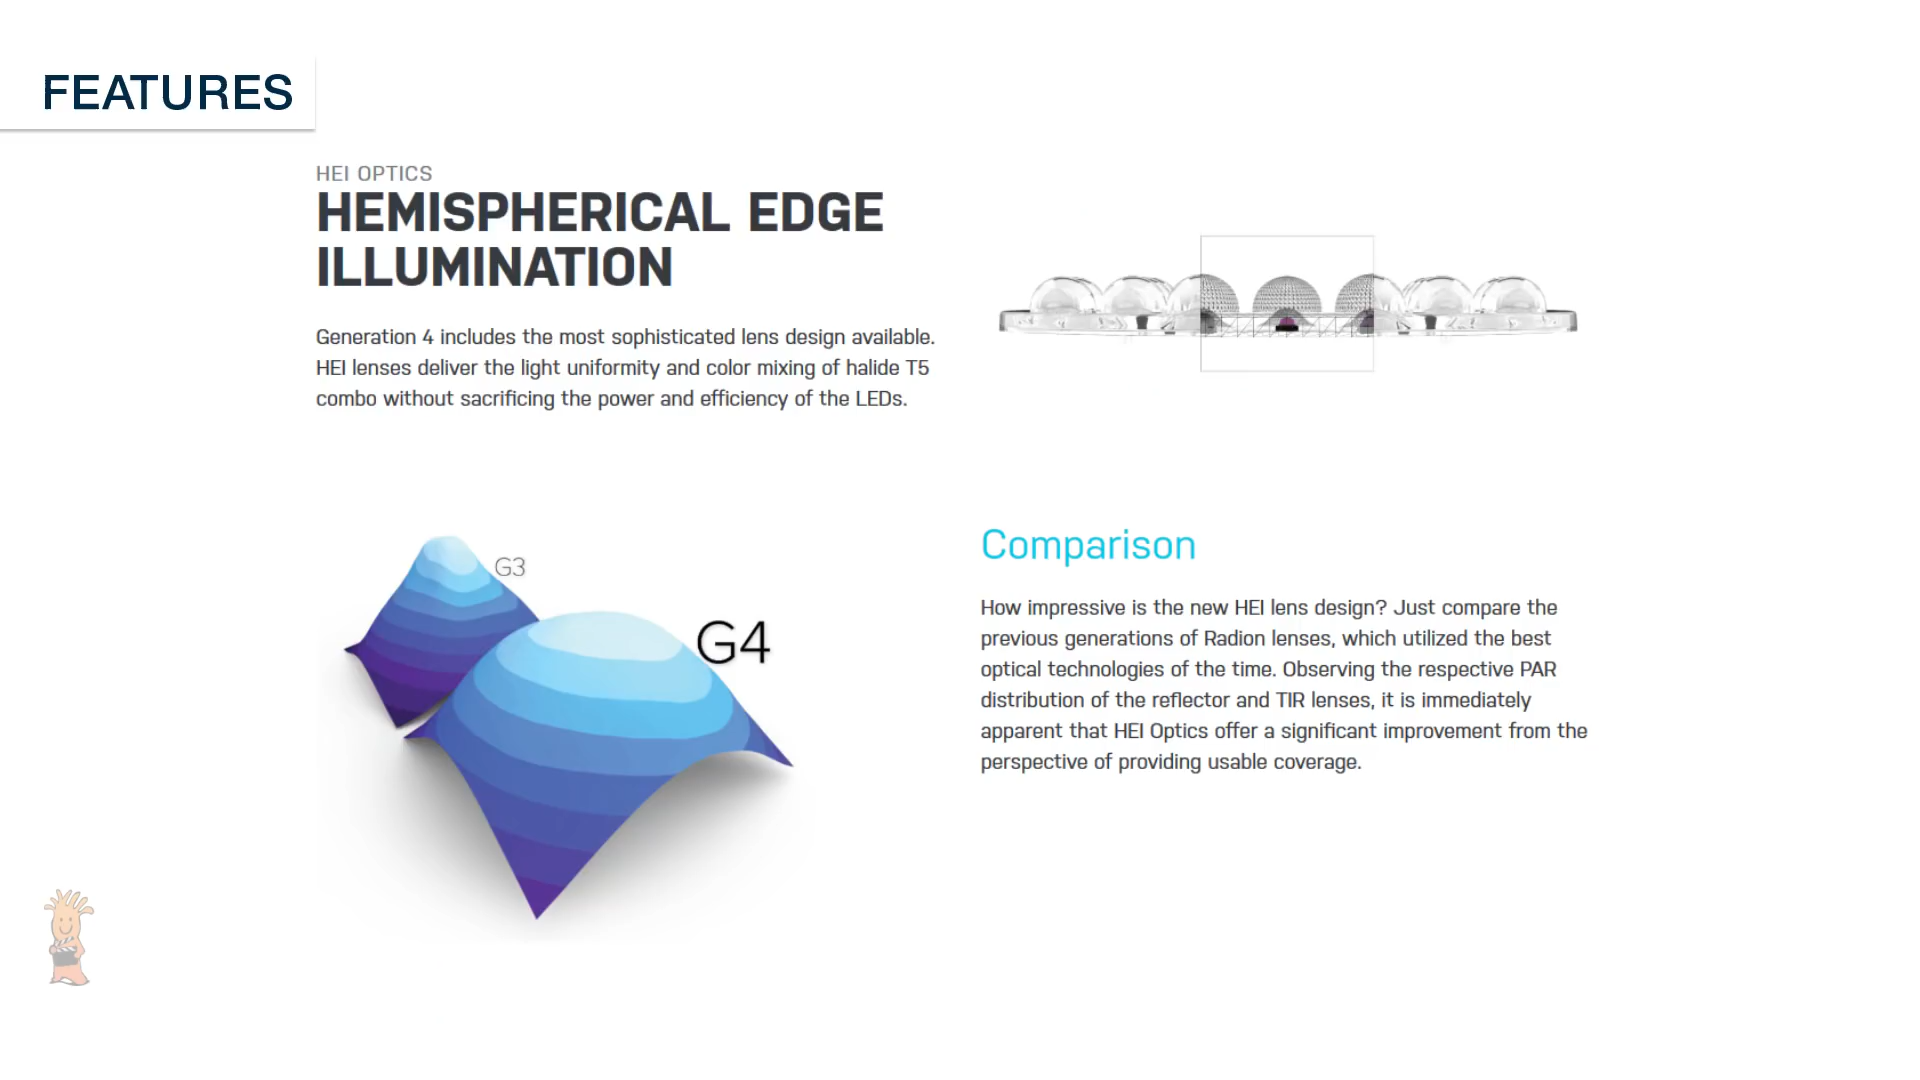 FEATURES
HEI OPTICS
HEMISPHERICAL EDGE
ILLUMINATION
Generation 4 includes the most sophisticated lens design available.
HEI lenses deliver the light uniformity and color mixing of halide T5
combo without sacrificing the power and efficiency of the LEDs.
G3
G4
Comparison
How impressive is the new HEI lens design? Just compare the
previous generations of Radion lenses, which utilized the best
optical technologies of the time. Observing the respective PAR
distribution of the reflector and TIR lenses, it is immediately
apparent that HEI Optics offer a significant improvement from the
perspective of providing usable coverage.